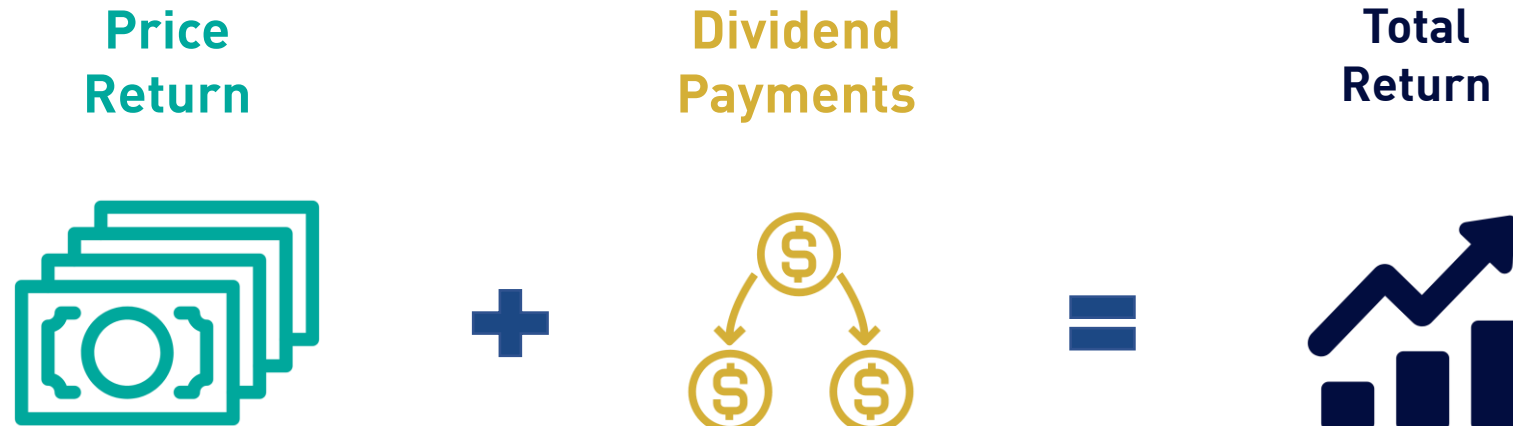 Price
Return
Dividend
Payments
Total
Return
$
$
$